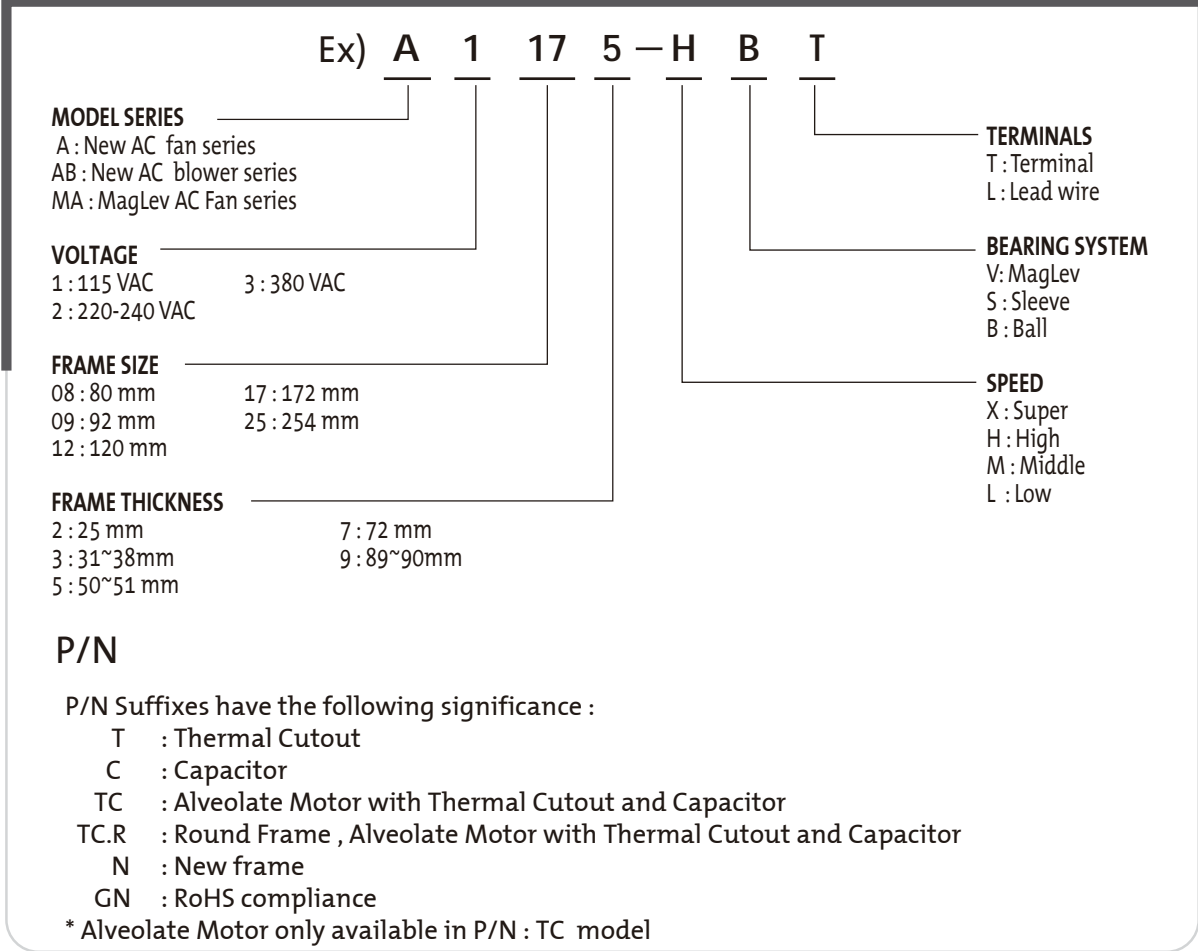 Ex) A 1 17 5 – H B T
MODEL SERIES
A : New AC fan series
AB : New AC blower series
MA : MagLev AC Fan series
VOLTAGE
1 : 115 VAC 3 : 380 VAC
2 : 220-240 VAC
FRAME SIZE
08 : 80 mm 17 : 172 mm
09 : 92 mm 25 : 254 mm
12 : 120 mm
FRAME THICKNESS
2 : 25 mm 7 : 72 mm
3 : 31~38mm 9 : 89~90mm
5 : 50~51 mm
TERMINALS
T : Terminal
L : Lead wire
BEARING SYSTEM
V: MagLev
S : Sleeve
B : Ball
SPEED
X : Super
H : High
M : Middle
L : Low
P/N
P/N Suffixes have the following significance :
T : Thermal Cutout
C : Capacitor
TC : Alveolate Motor with Thermal Cutout and Capacitor
TC.R : Round Frame , Alveolate Motor with Thermal Cutout and Capacitor
N : New frame
GN : RoHS compliance
* Alveolate Motor only available in P/N : TC model